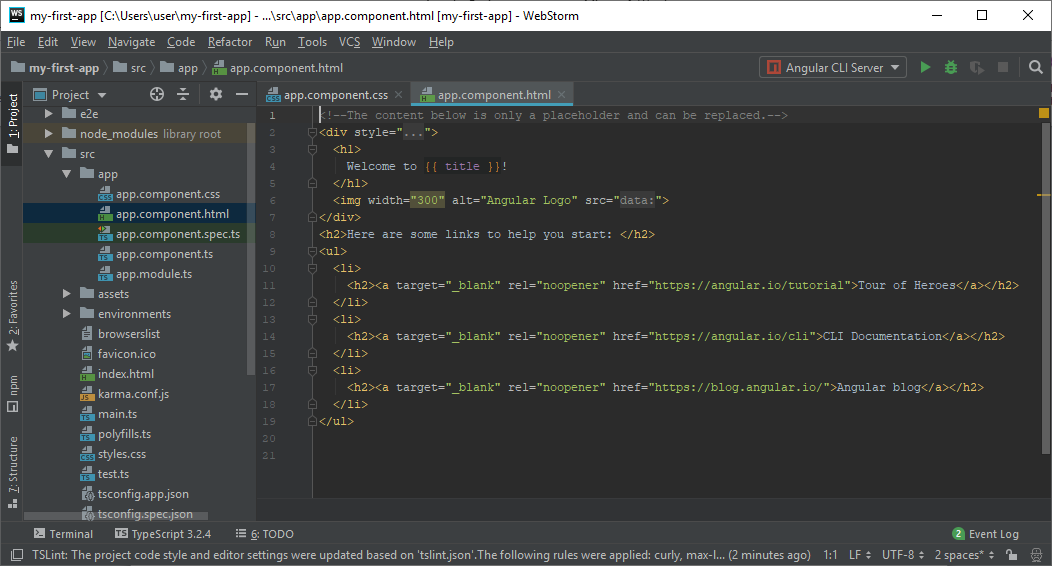 WS my-first-app [C:\Users\user\my-first-app] - ...\src\app\app.component.html [my-first-app] - WebStorm
File Edit View Navigate Code Refactor Run Tools VCS Window Help
my-first-app src app app.component.html Angular CLI Server
Project app.component.css app.component.html
1: Project
2: Favorites
npm
7: Structure
e2e
node_modules library root
src
app
app.component.css
app.component.html
app.component.spec.ts
app.component.ts
app.module.ts
assets
environments
browserslist
favicon.ico
index.html
karma.conf.js
main.ts
polyfills.ts
styles.css
test.ts
tsconfig.app.json
tsconfig.spec.json
1 <!--The content below is only a placeholder and can be replaced.-->
2 <div style="...">
3 <h1>
4 Welcome to {{ title }}!
5 </h1>
6 <img width="300" alt="Angular Logo" src="data:">
7 </div>
8 <h2>Here are some links to help you start: </h2>
9 <ul>
10 <li>
11 <h2><a target="_blank" rel="noopener" href="https://angular.io/tutorial">Tour of Heroes</a></h2>
12 </li>
13 <li>
14 <h2><a target="_blank" rel="noopener" href="https://angular.io/cli">CLI Documentation</a></h2>
15 </li>
16 <li>
17 <h2><a target="_blank" rel="noopener" href="https://blog.angular.io/">Angular blog</a></h2>
18 </li>
19 </ul>
20
21
Terminal TypeScript 3.2.4 6: TODO 2 Event Log
TSLint: The project code style and editor settings were updated based on 'tslint.json'.The following rules were applied: curly, max-l... (2 minutes ago) 1:1 LF UTF-8 2 spaces*